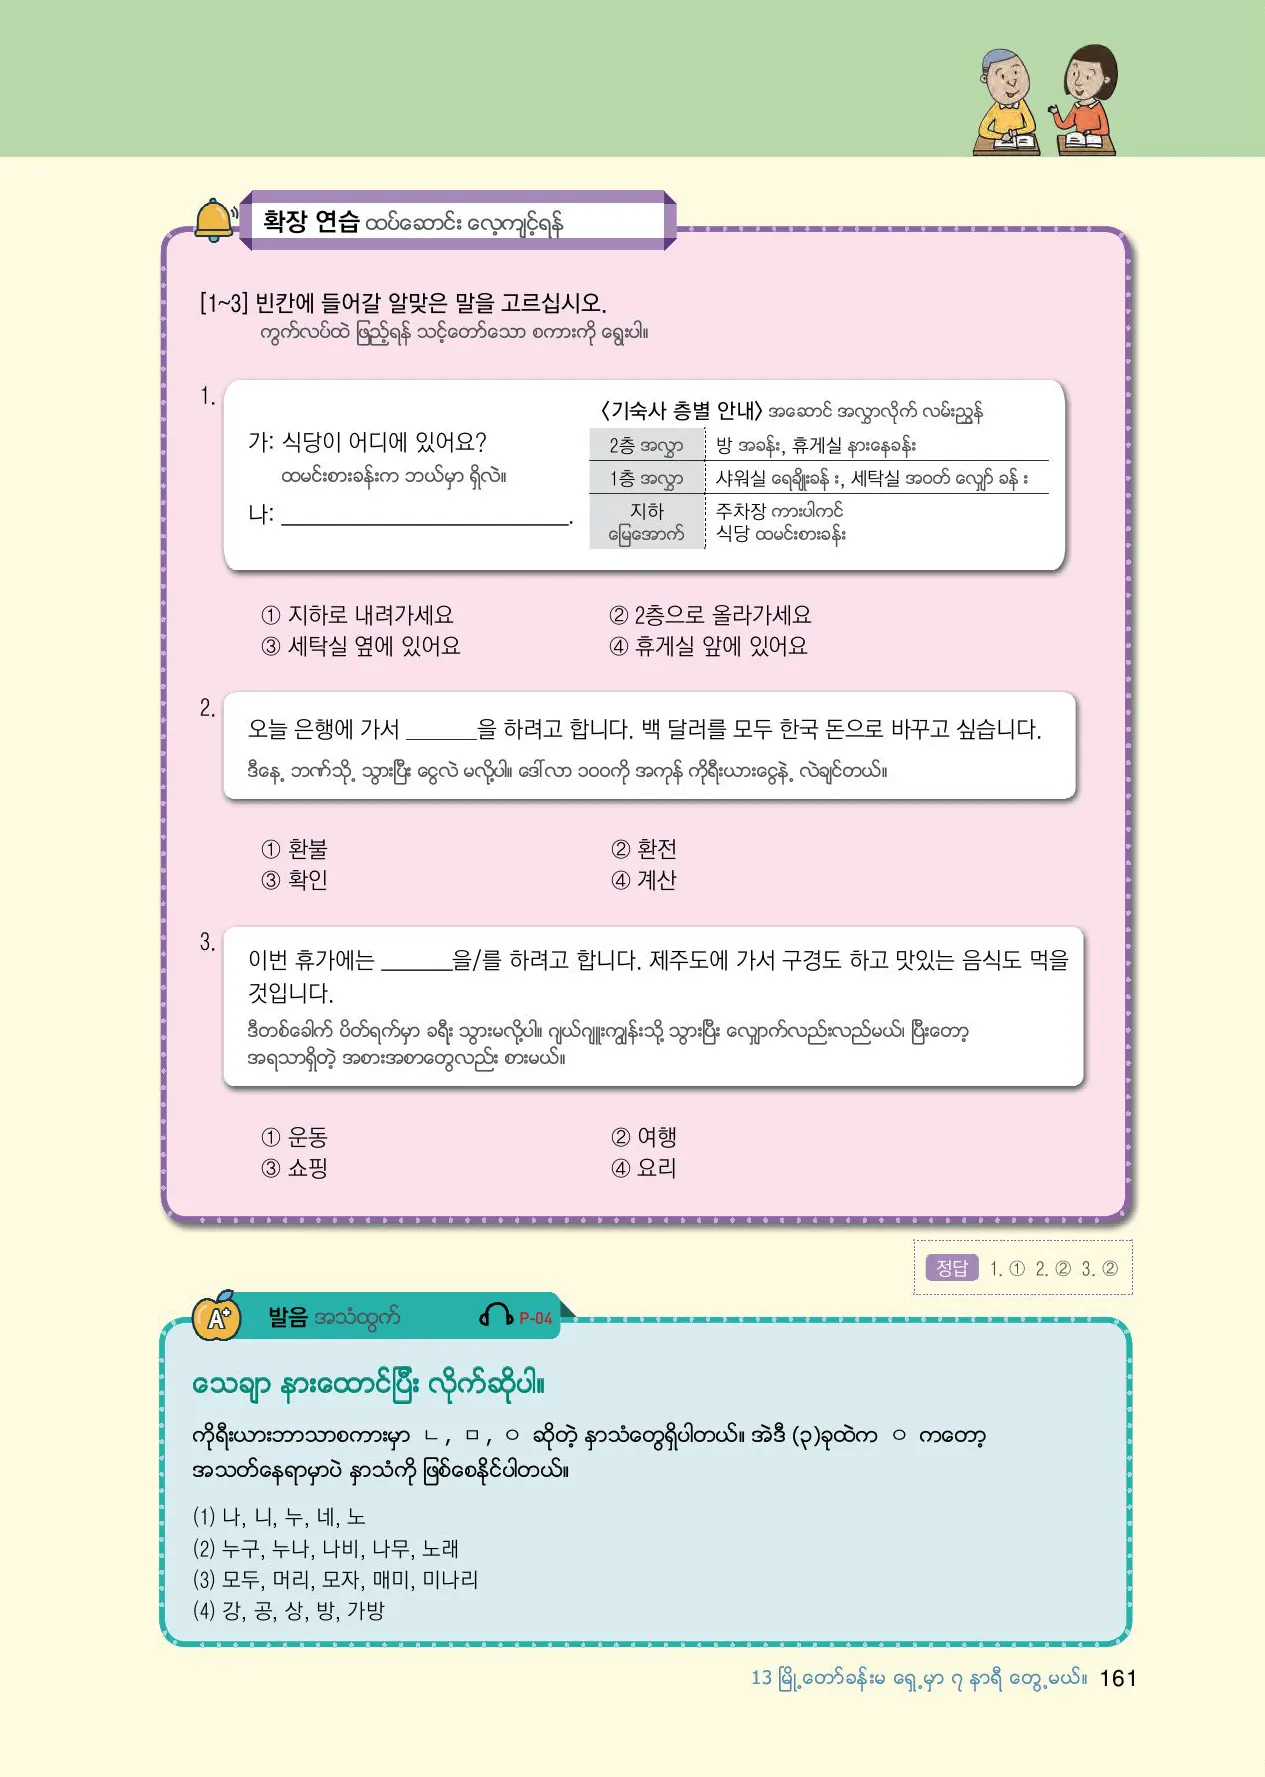 확장 연습 ထပ်ဆောင်း လေ့ကျင့်ရန်
[1~3] 빈칸에 들어갈 알맞은 말을 고르십시오.
ကွက်လပ်ထဲ ဖြည့်ရန် သင့်တော်သော စကားကို ရွေးပါ။
1.
가: 식당이 어디에 있어요?
ထမင်းစားခန်းက ဘယ်မှာ ရှိလဲ။
나: ________________________.
〈기숙사 층별 안내〉 အဆောင် အလွှာလိုက် လမ်းညွှန်
2층 အလွှာ 방 အခန်း, 휴게실 နားနေခန်း
1층 အလွှာ 샤워실 ရေချိုးခန်း, 세탁실 အဝတ် လျှော် ခန်း
지하 주차장 ကားပါကင်
မြေအောက် 식당 ထမင်းစားခန်း
① 지하로 내려가세요 ② 2층으로 올라가세요
③ 세탁실 옆에 있어요 ④ 휴게실 앞에 있어요
2.
오늘 은행에 가서 ______을 하려고 합니다. 백 달러를 모두 한국 돈으로 바꾸고 싶습니다.
ဒီနေ့ ဘဏ်သို့ သွားပြီး ငွေလဲ မလို့ပါ။ ဒေါ်လာ ၁၀၀ကို အကုန် ကိုရီးယားငွေနဲ့ လဲချင်တယ်။
① 환불 ② 환전
③ 확인 ④ 계산
3.
이번 휴가에는 ______을/를 하려고 합니다. 제주도에 가서 구경도 하고 맛있는 음식도 먹을
것입니다.
ဒီတစ်ခေါက် ပိတ်ရက်မှာ ခရီး သွားမလို့ပါ။ ဂျယ်ဂျူးကျွန်းသို့ သွားပြီး လျှောက်လည်းလည်မယ်၊ ပြီးတော့
အရသာရှိတဲ့ အစားအစာတွေလည်း စားမယ်။
① 운동 ② 여행
③ 쇼핑 ④ 요리
정답 1. ① 2. ② 3. ②
A+ 발음 အသံထွက် P-04
သေချာ နားထောင်ပြီး လိုက်ဆိုပါ။
ကိုရီးယားဘာသာစကားမှာ ㄴ, ㅁ, ㅇ ဆိုတဲ့ နှာသံတွေရှိပါတယ်။ အဲဒီ (၃)ခုထဲက ㅇ ကတော့
အသတ်နေရာမှာပဲ နှာသံကို ဖြစ်စေနိုင်ပါတယ်။
(1) 나, 니, 누, 네, 노
(2) 누구, 누나, 나비, 나무, 노래
(3) 모두, 머리, 모자, 매미, 미나리
(4) 강, 공, 상, 방, 가방
13 မြို့တော်ခန်းမ ရှေ့မှာ ၇ နာရီ တွေ့မယ်။ 161